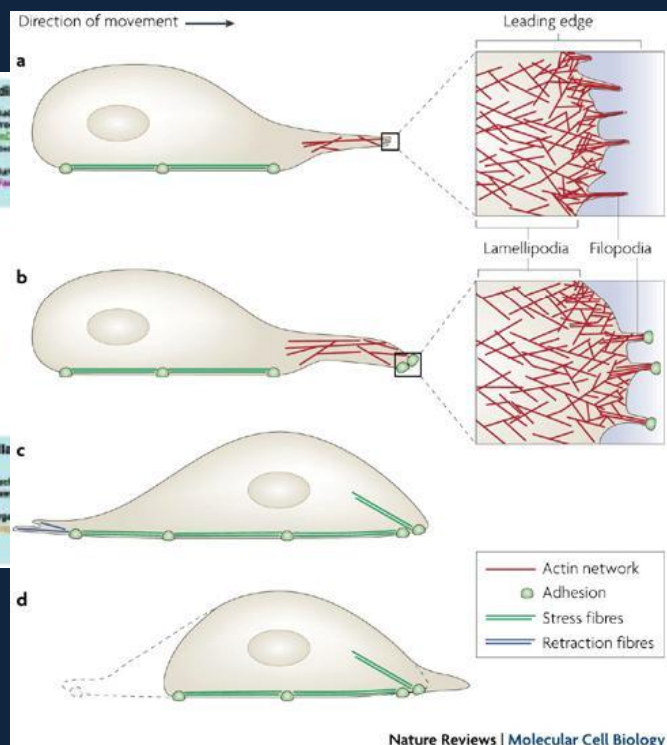 Direction of movement
Leading edge
a
Lamellipodia
Filopodia
b
c
d
Actin network
Adhesion
Stress fibres
Retraction fibres
Nature Reviews | Molecular Cell Biology